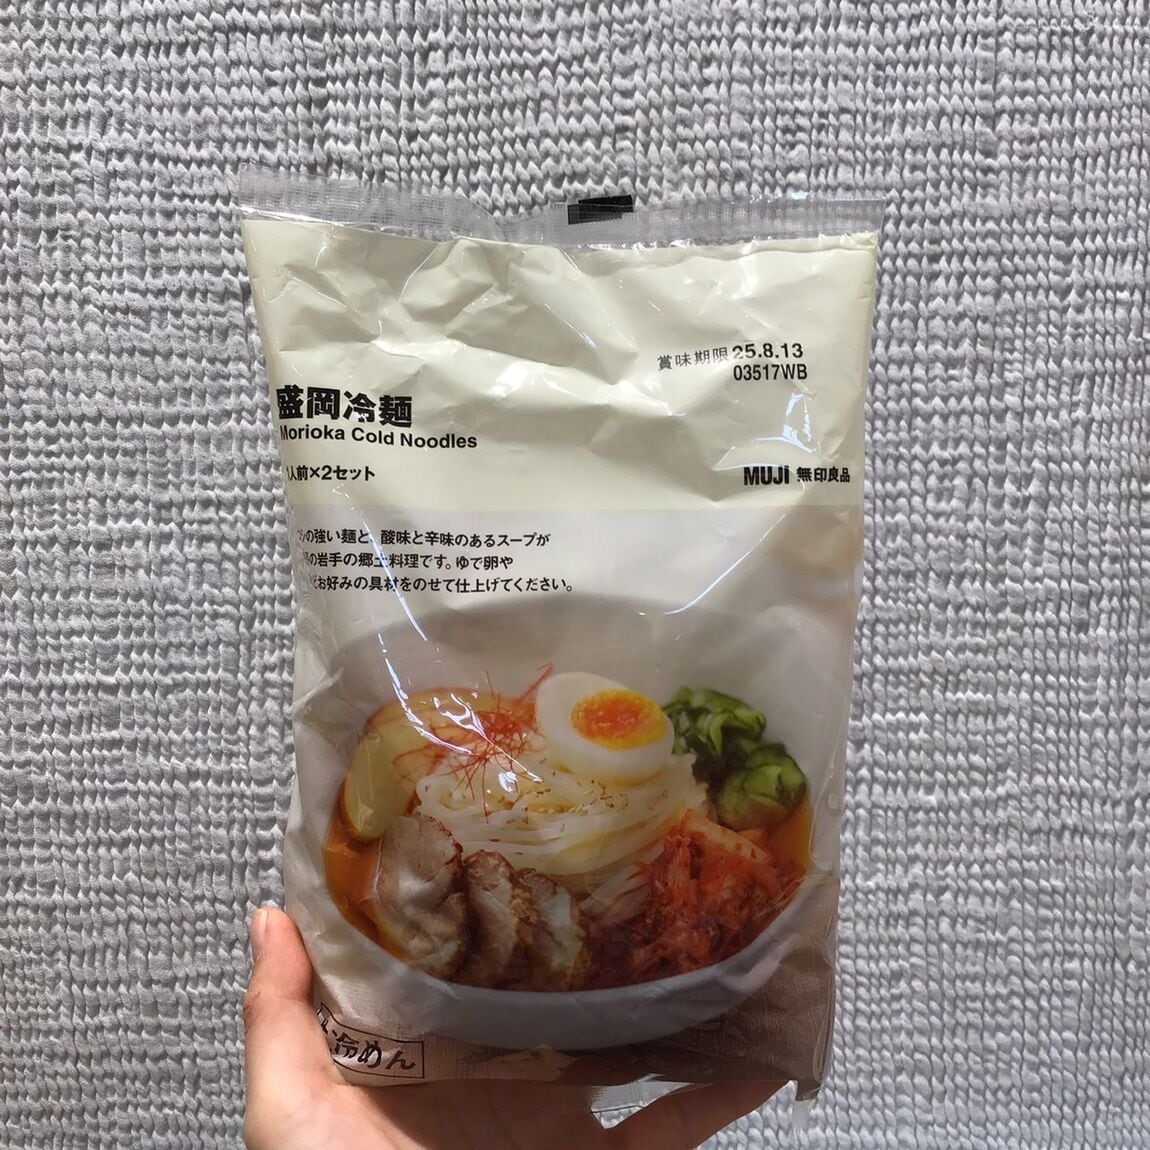 賞味期限 25.8.13
03517WB
盛岡冷麺
Morioka Cold Noodles
1人前×2セット
MUJI 無印良品
の強い麺と、酸味と辛味のあるスープが
の岩手の郷土料理です。ゆで卵や
お好みの具材をのせて仕上げてください。
冷めん